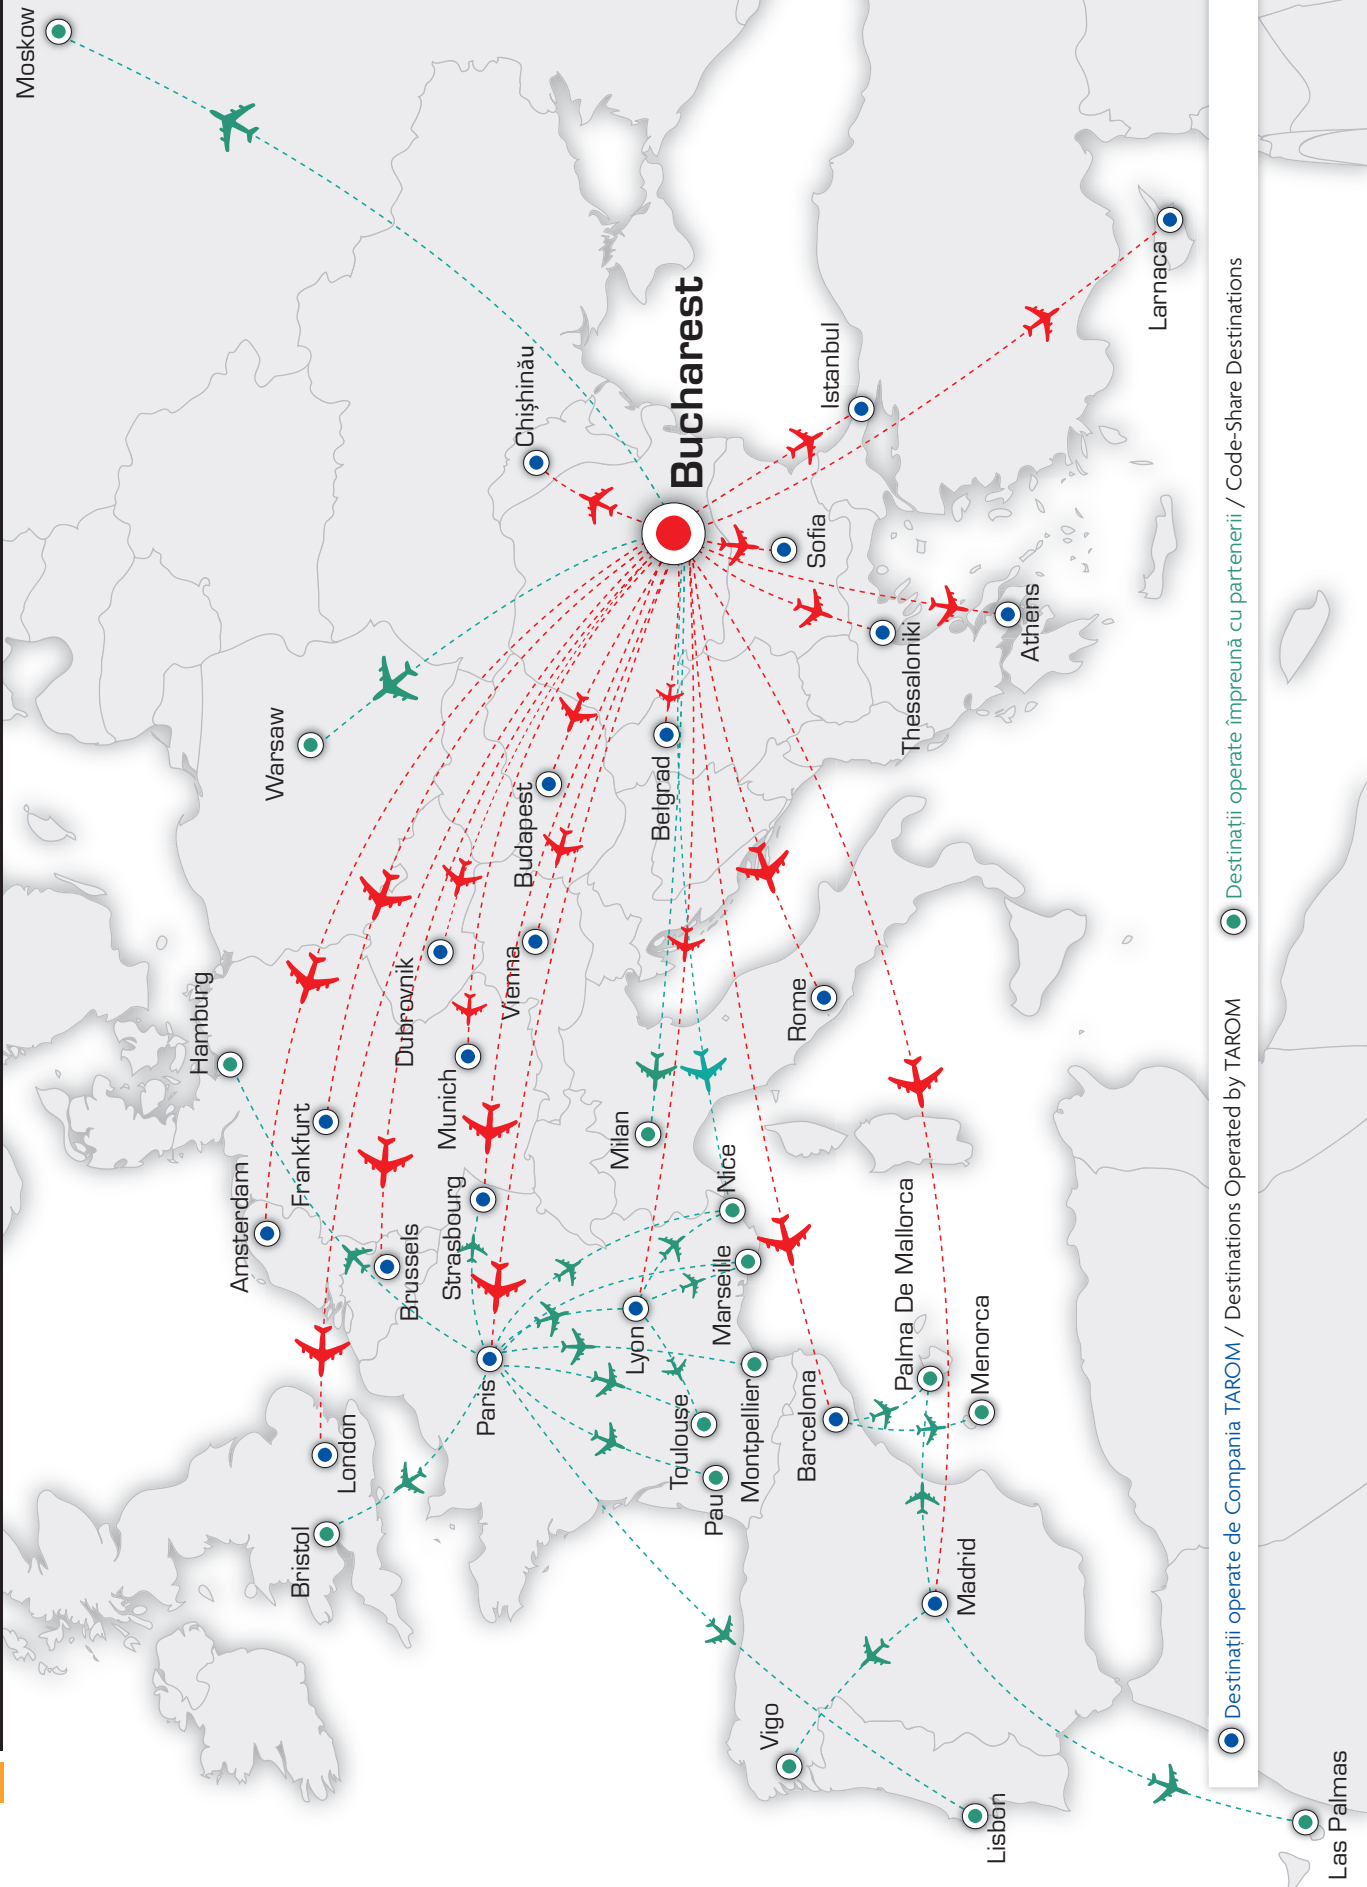 Moskow
Warsaw
Hamburg
Amsterdam
Frankfurt
London
Bristol
Brussels
Dubrovnik
Munich
Strasbourg
Paris
Vienna
Budapest
Chișinău
Bucharest
Belgrad
Milan
Nice
Lyon
Marseille
Toulouse
Montpellier
Pau
Barcelona
Rome
Sofia
Istanbul
Thessaloniki
Athens
Larnaca
Palma De Mallorca
Menorca
Madrid
Vigo
Lisbon
Las Palmas
Destinații operate de Compania TAROM / Destinations Operated by TAROM
Destinații operate împreună cu partenerii / Code-Share Destinations